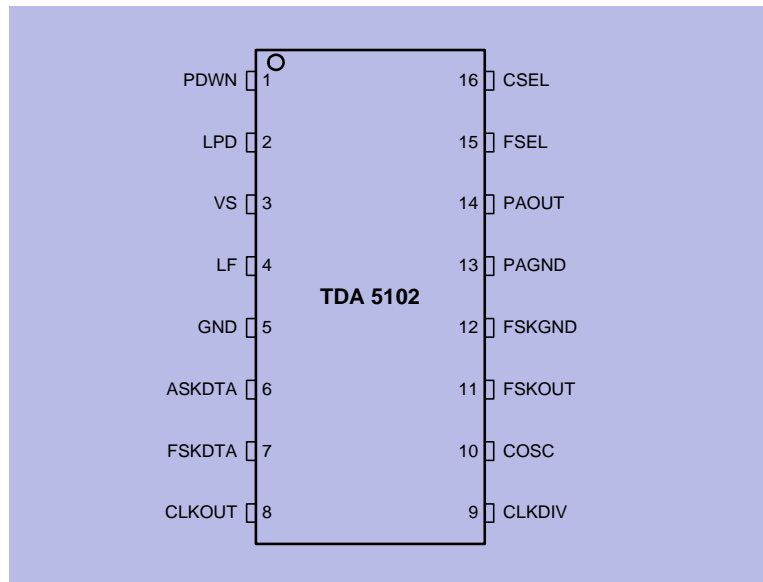 PDWN 1 16 CSEL
LPD 2 15 FSEL
VS 3 14 PAOUT
LF 4 13 PAGND
TDA 5102
GND 5 12 FSKGND
ASKDTA 6 11 FSKOUT
FSKDTA 7 10 COSC
CLKOUT 8 9 CLKDIV